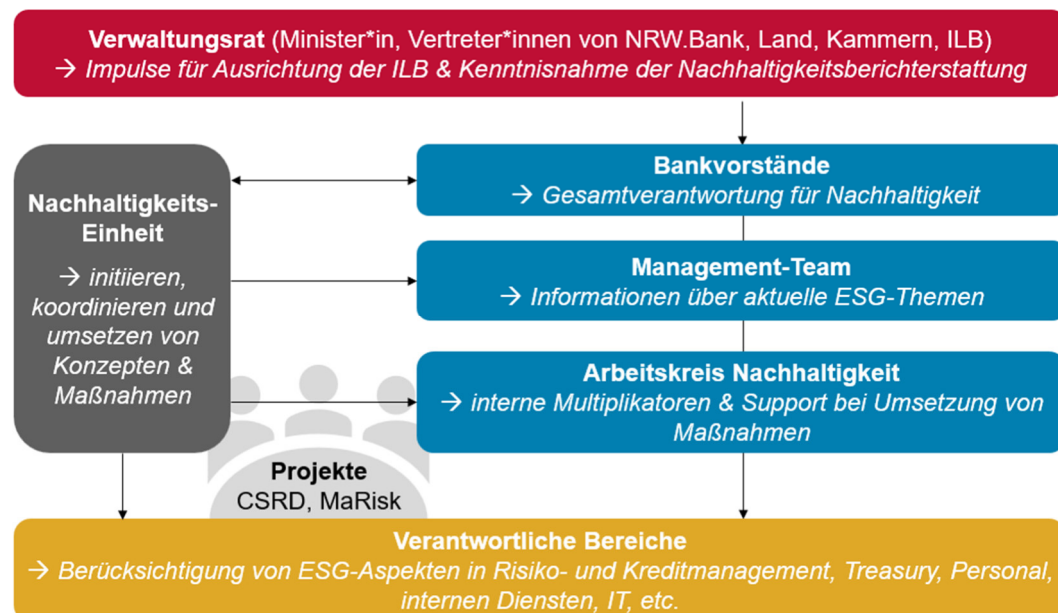 Verwaltungsrat (Minister*in, Vertreter*innen von NRW.Bank, Land, Kammern, ILB)
→ Impulse für Ausrichtung der ILB & Kenntnisnahme der Nachhaltigkeitsberichterstattung
Nachhaltigkeits-
Einheit
→ initiieren,
koordinieren und
umsetzen von
Konzepten &
Maßnahmen
Bankvorstände
→ Gesamtverantwortung für Nachhaltigkeit
Management-Team
→ Informationen über aktuelle ESG-Themen
Arbeitskreis Nachhaltigkeit
→ interne Multiplikatoren & Support bei Umsetzung von
Maßnahmen
Projekte
CSRD, MaRisk
Verantwortliche Bereiche
→ Berücksichtigung von ESG-Aspekten in Risiko- und Kreditmanagement, Treasury, Personal,
internen Diensten, IT, etc.